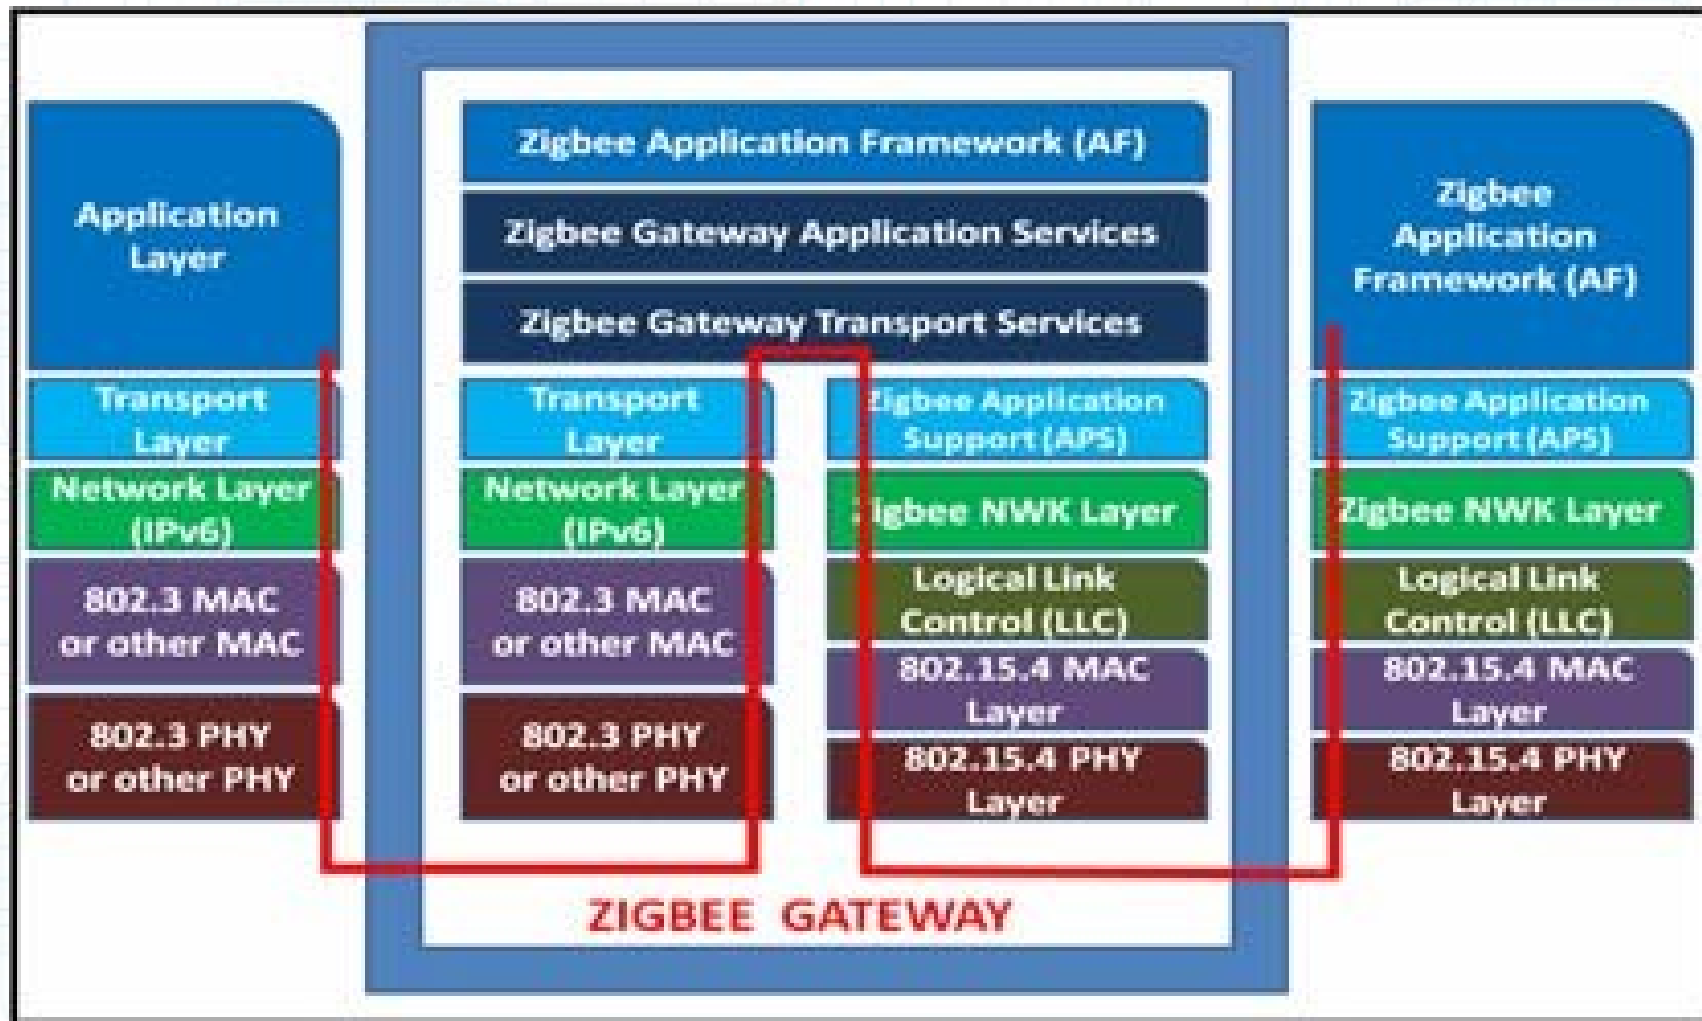 Application
Layer
Transport
Layer
Network Layer
(IPv6)
802.3 MAC
or other MAC
802.3 PHY
or other PHY
Zigbee Application Framework (AF)
Zigbee Gateway Application Services
Zigbee Gateway Transport Services
Transport
Layer
Network Layer
(IPv6)
802.3 MAC
or other MAC
802.3 PHY
or other PHY
Zigbee Application
Support (APS)
Zigbee NWK Layer
Logical Link
Control (LLC)
802.15.4 MAC
Layer
802.15.4 PHY
Layer
ZIGBEE GATEWAY
Zigbee
Application
Framework (AF)
Zigbee Application
Support (APS)
Zigbee NWK Layer
Logical Link
Control (LLC)
802.15.4 MAC
Layer
802.15.4 PHY
Layer